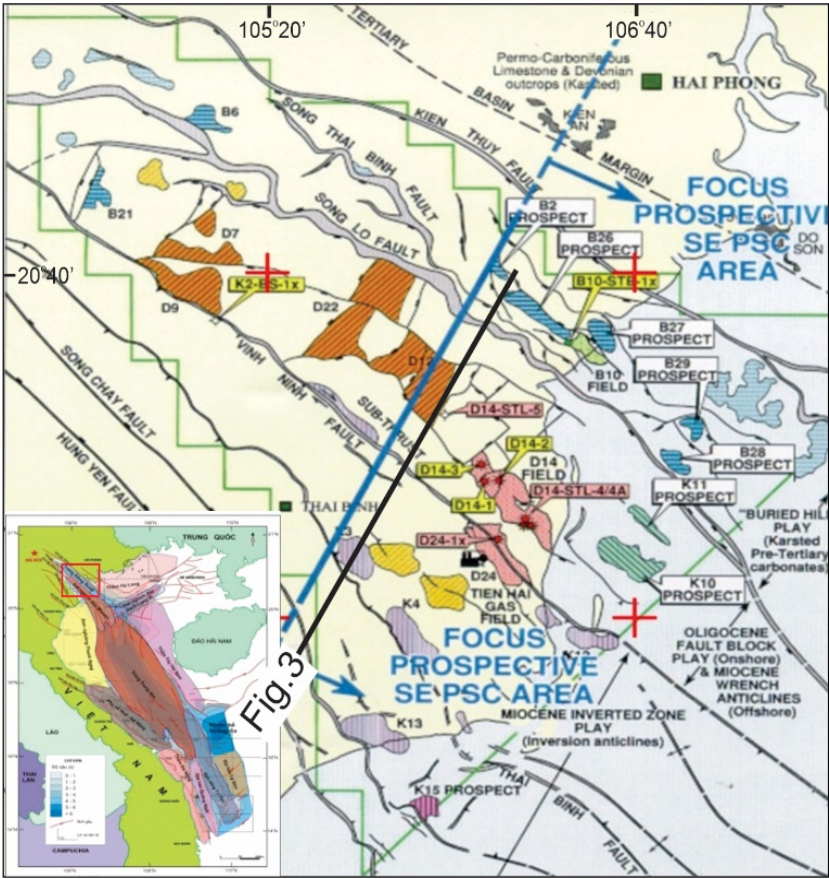 105°20'
106°40'
20°40'
TERTIARY
BASIN
MARGIN
Permo-Carboniferous
Limestone & Devonian
outcrops (Karsted)
HAI PHONG
KIEN
AN
KIEN THUY FAULT
SONG THAI BINH FAULT
SONG LO FAULT
B6
B21
FOCUS
PROSPECTIVE
SE PSC
AREA
DO
SON
B2
PROSPECT
B26
PROSPECT
B10-STB-1x
D7
D9
K2-BS-1x
D22
D12
VINH NINH FAULT
SUB-THRUST
SONG CHAY FAULT
HUNG YEN FAULT
B27
PROSPECT
B10
FIELD
B29
PROSPECT
B28
PROSPECT
D14-STL-5
D14-2
D14-3
D14
FIELD
D14-1
D14-STL-4/4A
K11
PROSPECT
D24-1x
D24
TIEN HAI
GAS
FIELD
K10
PROSPECT
"BURIED HILL
PLAY
(Karsted
Pre-Tertiary
carbonates)
THAI BINH
K4
FOCUS
PROSPECTIVE
SE PSC AREA
OLIGOCENE
FAULT BLOCK
PLAY (Onshore)
& MIOCENE
WRENCH
ANTICLINES
(Offshore)
MIOCENE INVERTED ZONE
PLAY
(Inversion anticlines)
K13
K15 PROSPECT
THAI
BINH
FAULT
Fig.3
TRUNG QUỐC
ĐẢO HẢI NAM
VIỆT NAM
LÀO
THAI
LAN
CAMPUCHIA